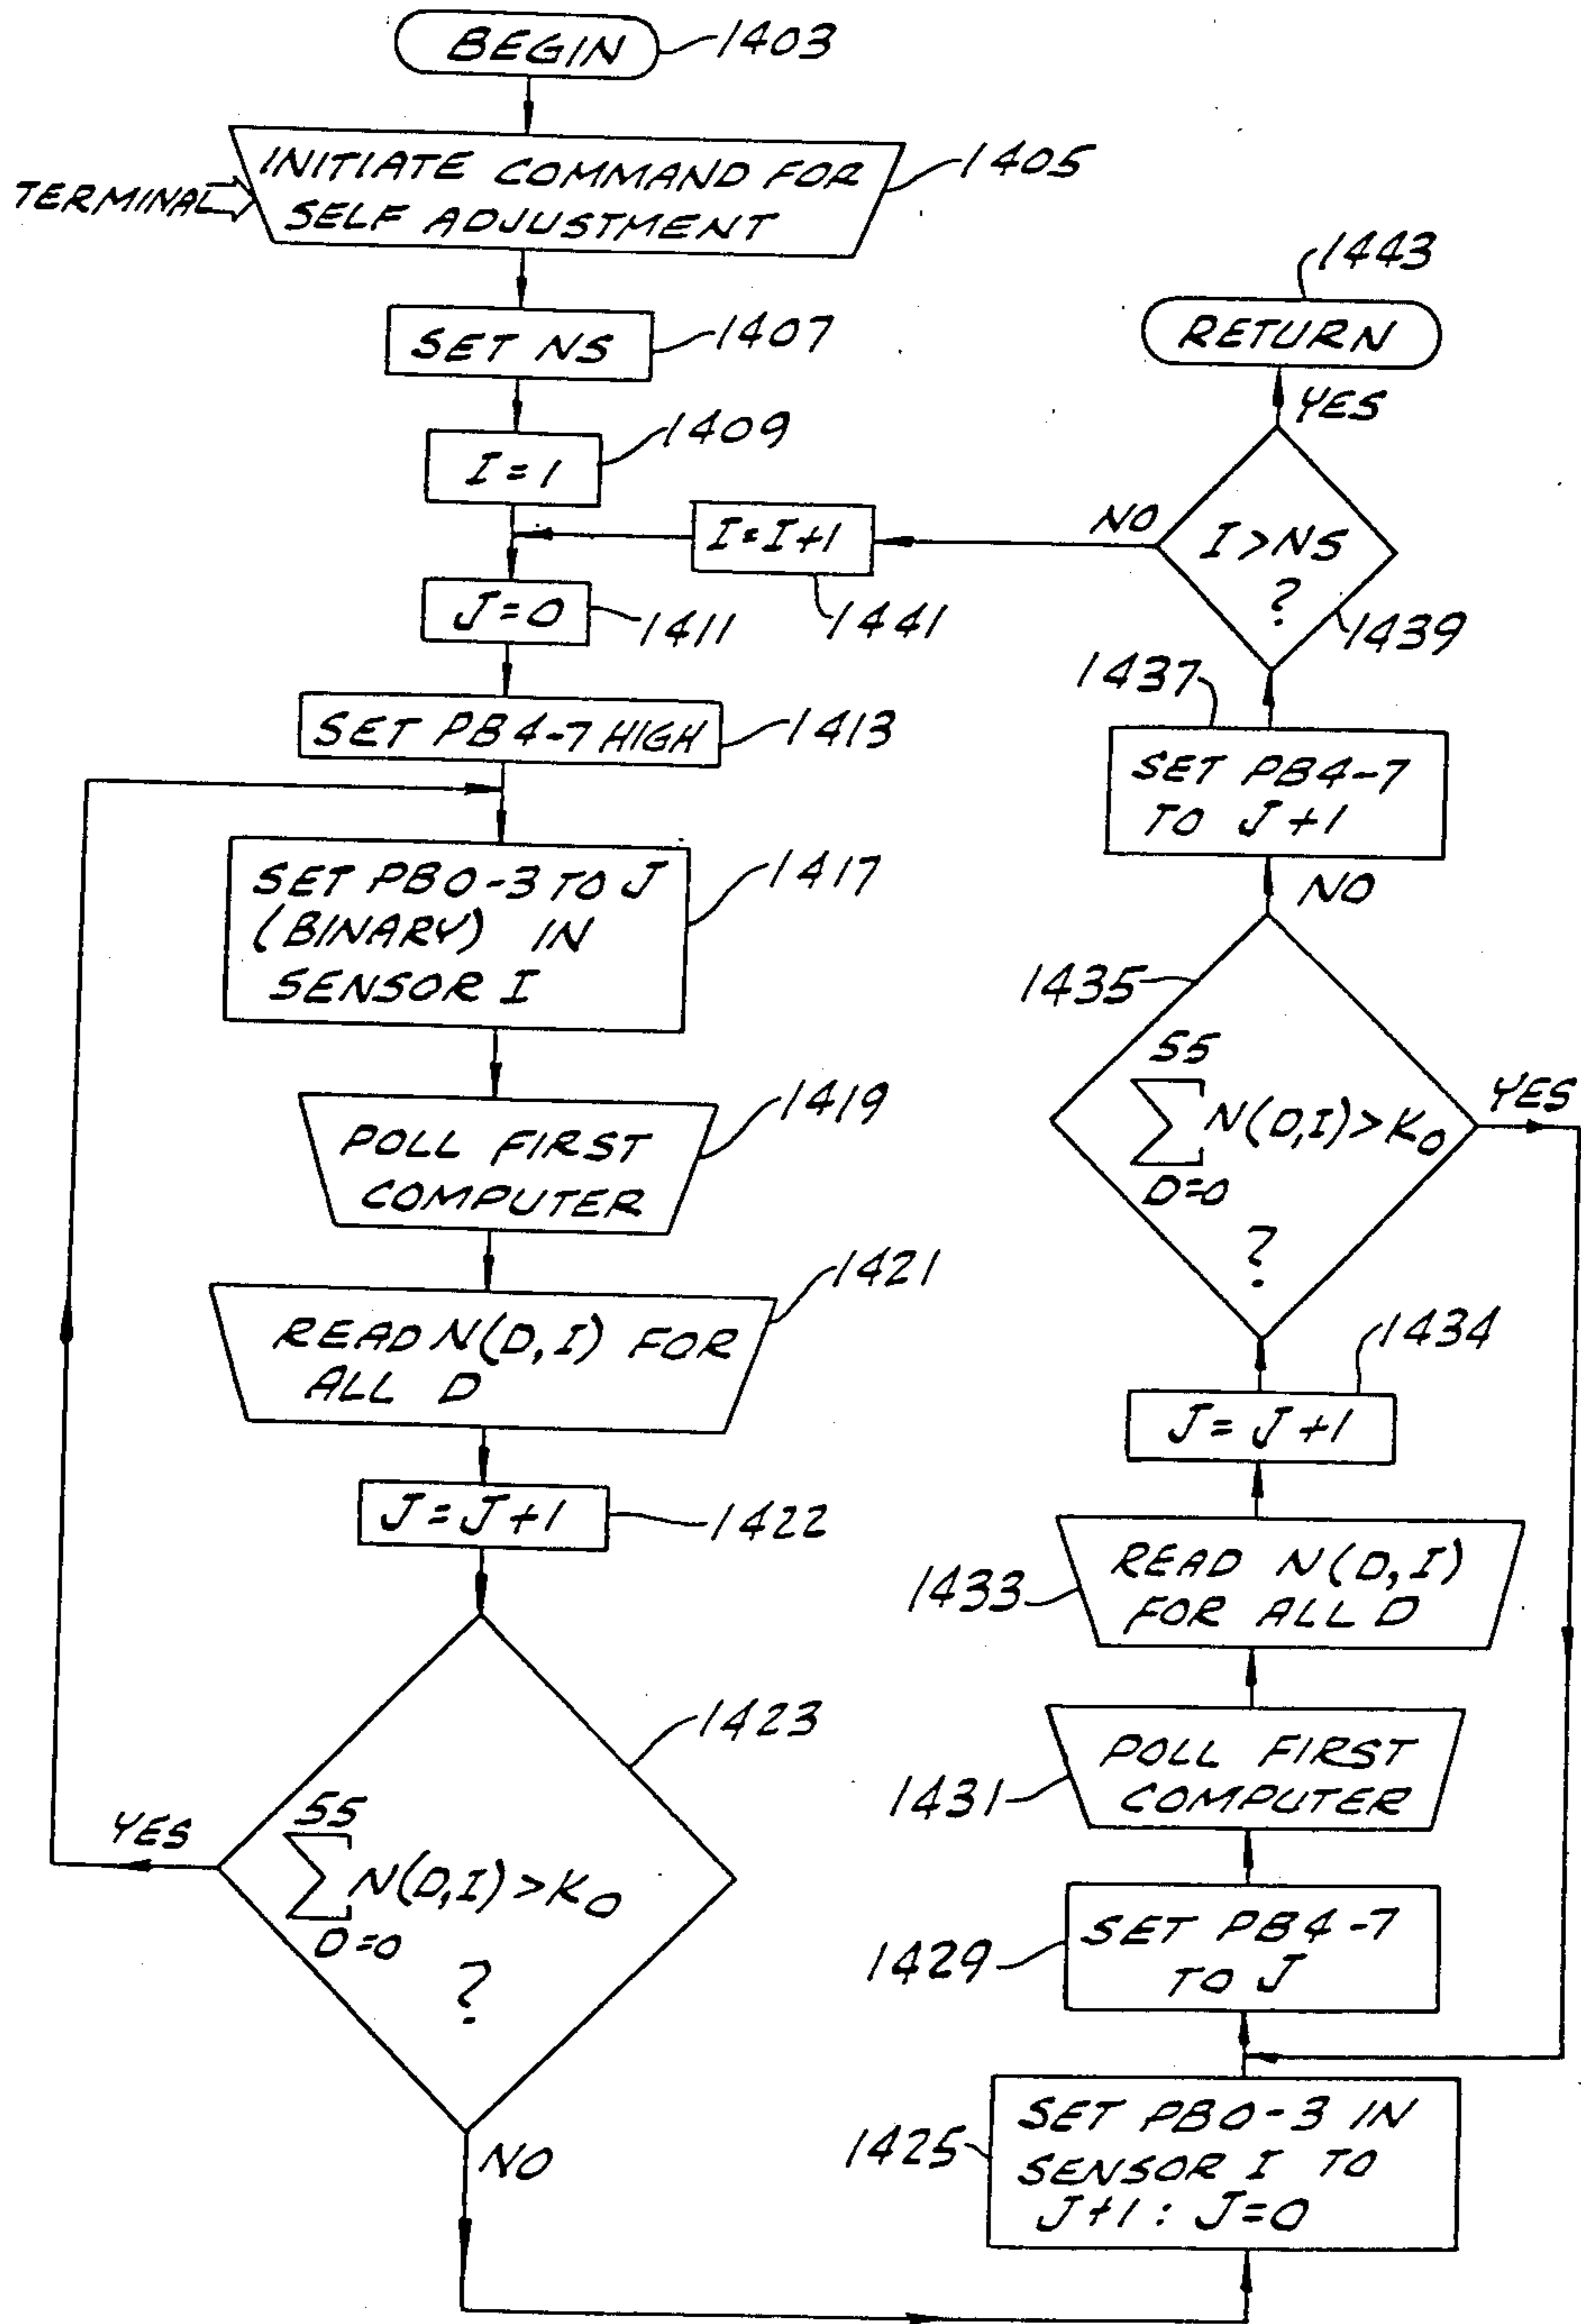 BEGIN
1403
INITIATE COMMAND FOR
SELF ADJUSTMENT
1405
TERMINAL
SET NS
1407
I=1
1409
J=0
1411
SET PB4-7 HIGH
1413
SET PB0-3 TO J
(BINARY) IN
SENSOR I
1417
POLL FIRST
COMPUTER
1419
READ N(D,I) FOR
ALL D
1421
J=J+1
1422
1423
55
∑ N(D,I)>K0
D=0
?
YES
NO
1425
SET PB0-3 IN
SENSOR I TO
J+1: J=0
1429
SET PB4-7
TO J
1431
POLL FIRST
COMPUTER
1433
READ N(D,I)
FOR ALL D
J=J+1
1434
1435
55
∑ N(D,I)>K0
D=0
?
YES
NO
1437
SET PB4-7
TO J+1
I>NS
?
1439
NO
I=I+1
1441
YES
RETURN
1443